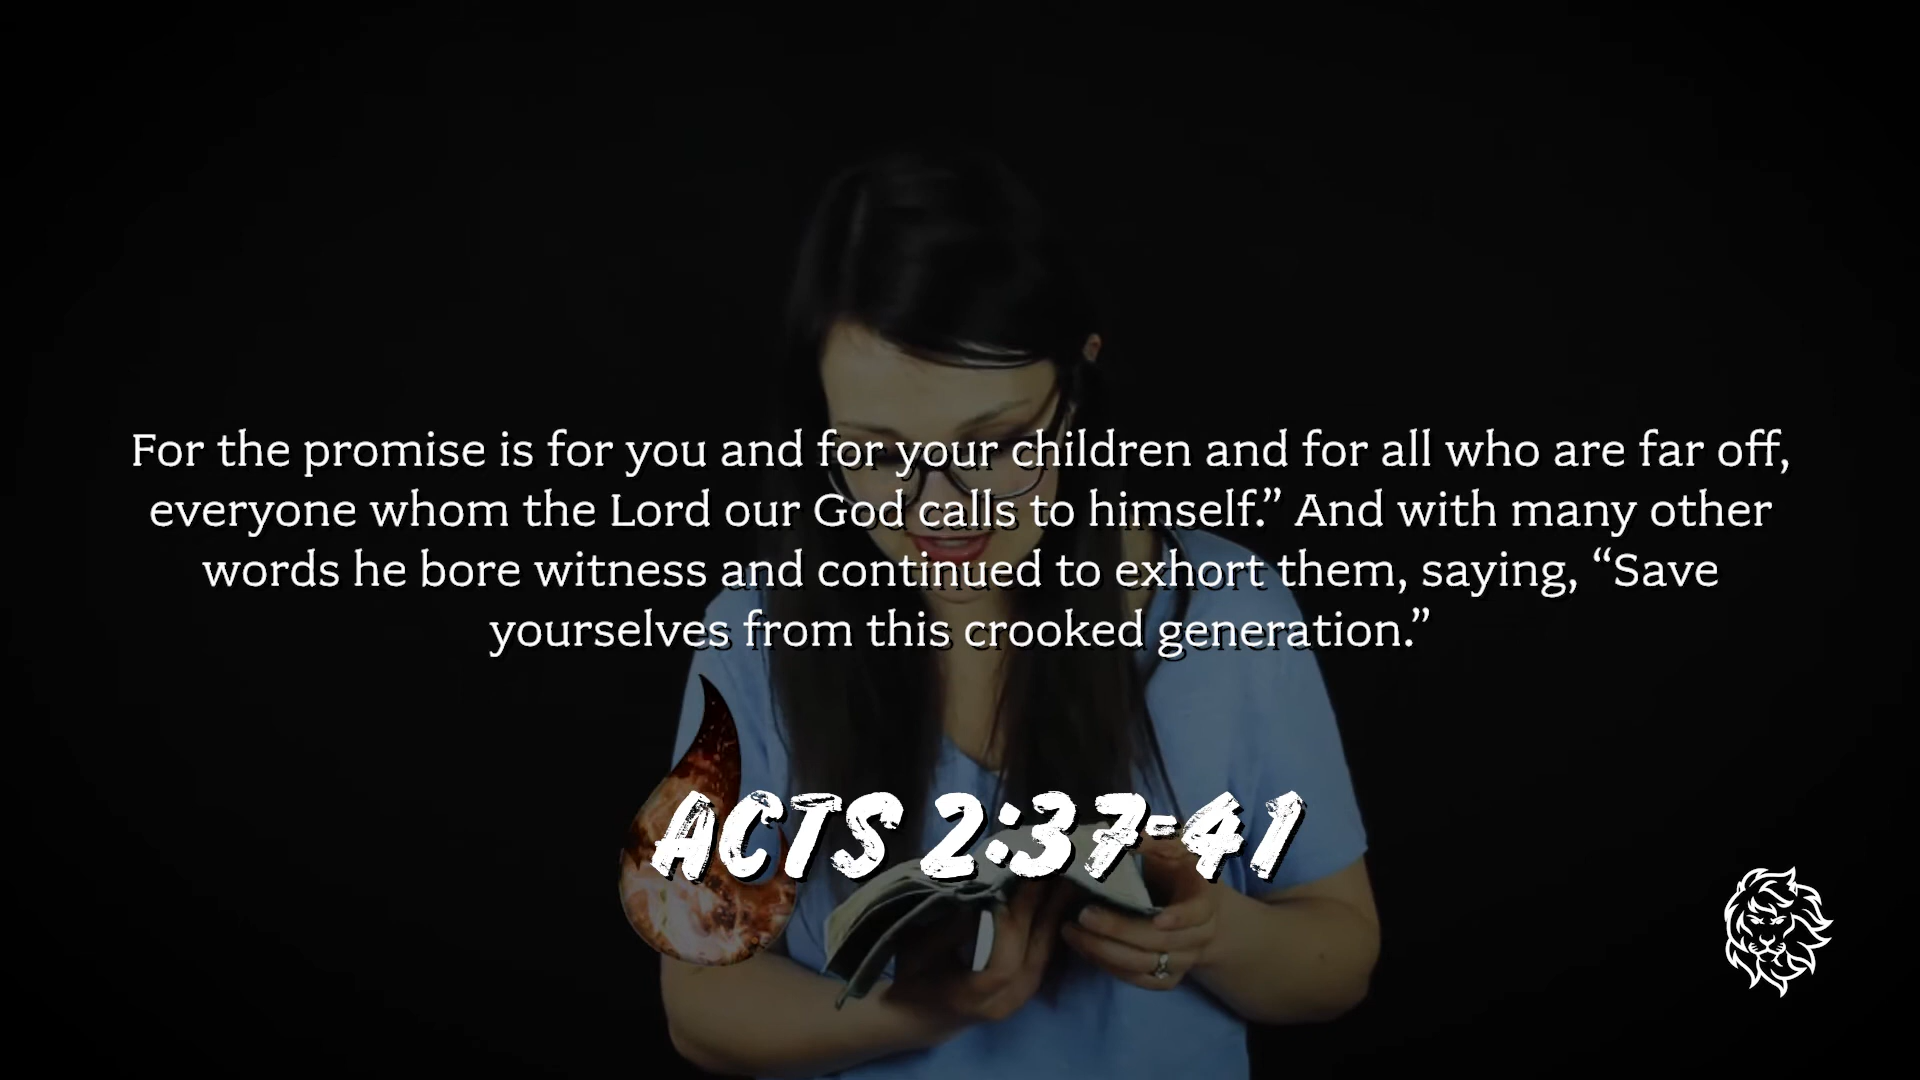 For the promise is for you and for your children and for all who are far off,
everyone whom the Lord our God calls to himself.” And with many other
words he bore witness and continued to exhort them, saying, “Save
yourselves from this crooked generation.”
ACTS 2:37-41